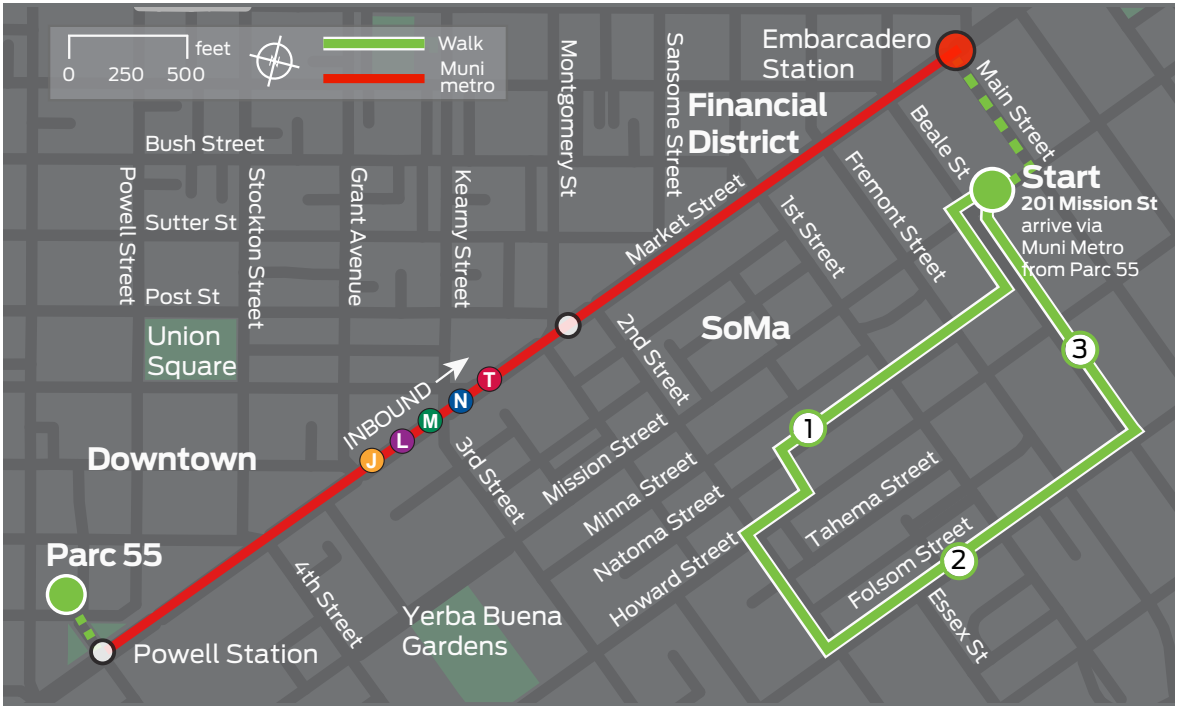 feet
0 250 500
Walk
Muni
metro
Embarcadero
Station
Main Street
Montgomery St
Sansome Street
Financial
District
Beale St
Bush Street
Fremont Street
Start
201 Mission St
arrive via
Muni Metro
from Parc 55
Powell Street
Stockton Street
Grant Avenue
Kearny Street
Sutter St
Market Street
1st Street
Post St
Union
Square
SoMa
2nd Street
3
INBOUND
T
N
M
L
J
1
Downtown
3rd Street
Mission Street
Minna Street
Natoma Street
Howard Street
Tahema Street
Folsom Street
2
Essex St
Parc 55
4th Street
Yerba Buena
Gardens
Powell Station